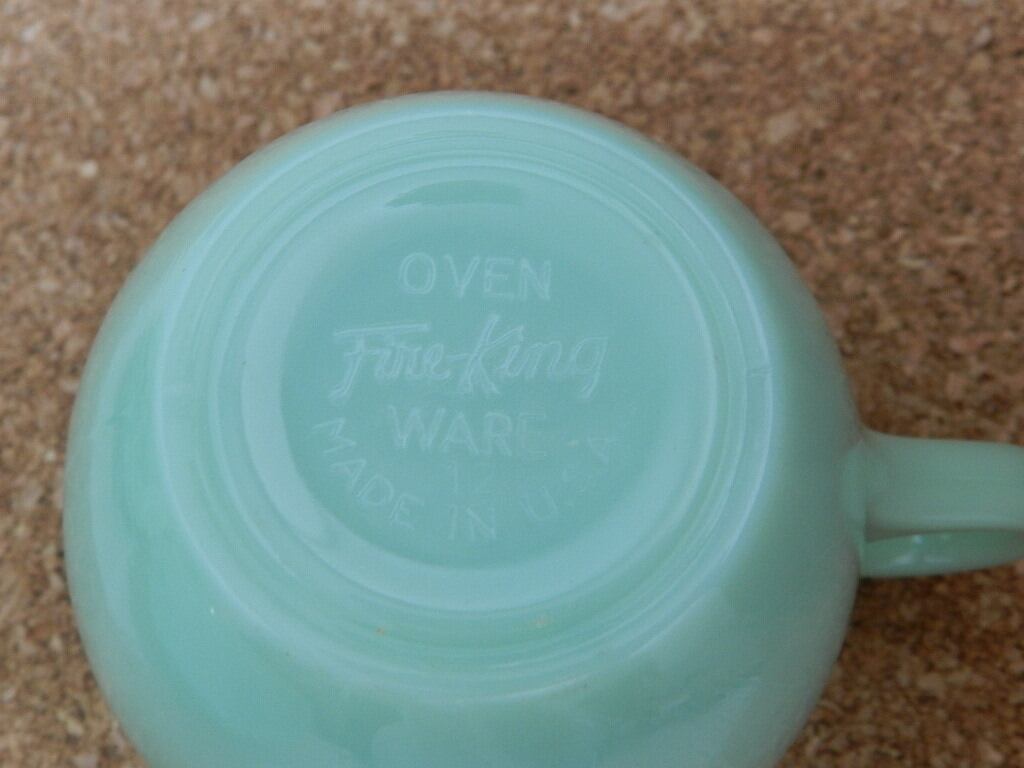 OVEN
Fire-King
WARE
12
MADE IN U.S.A